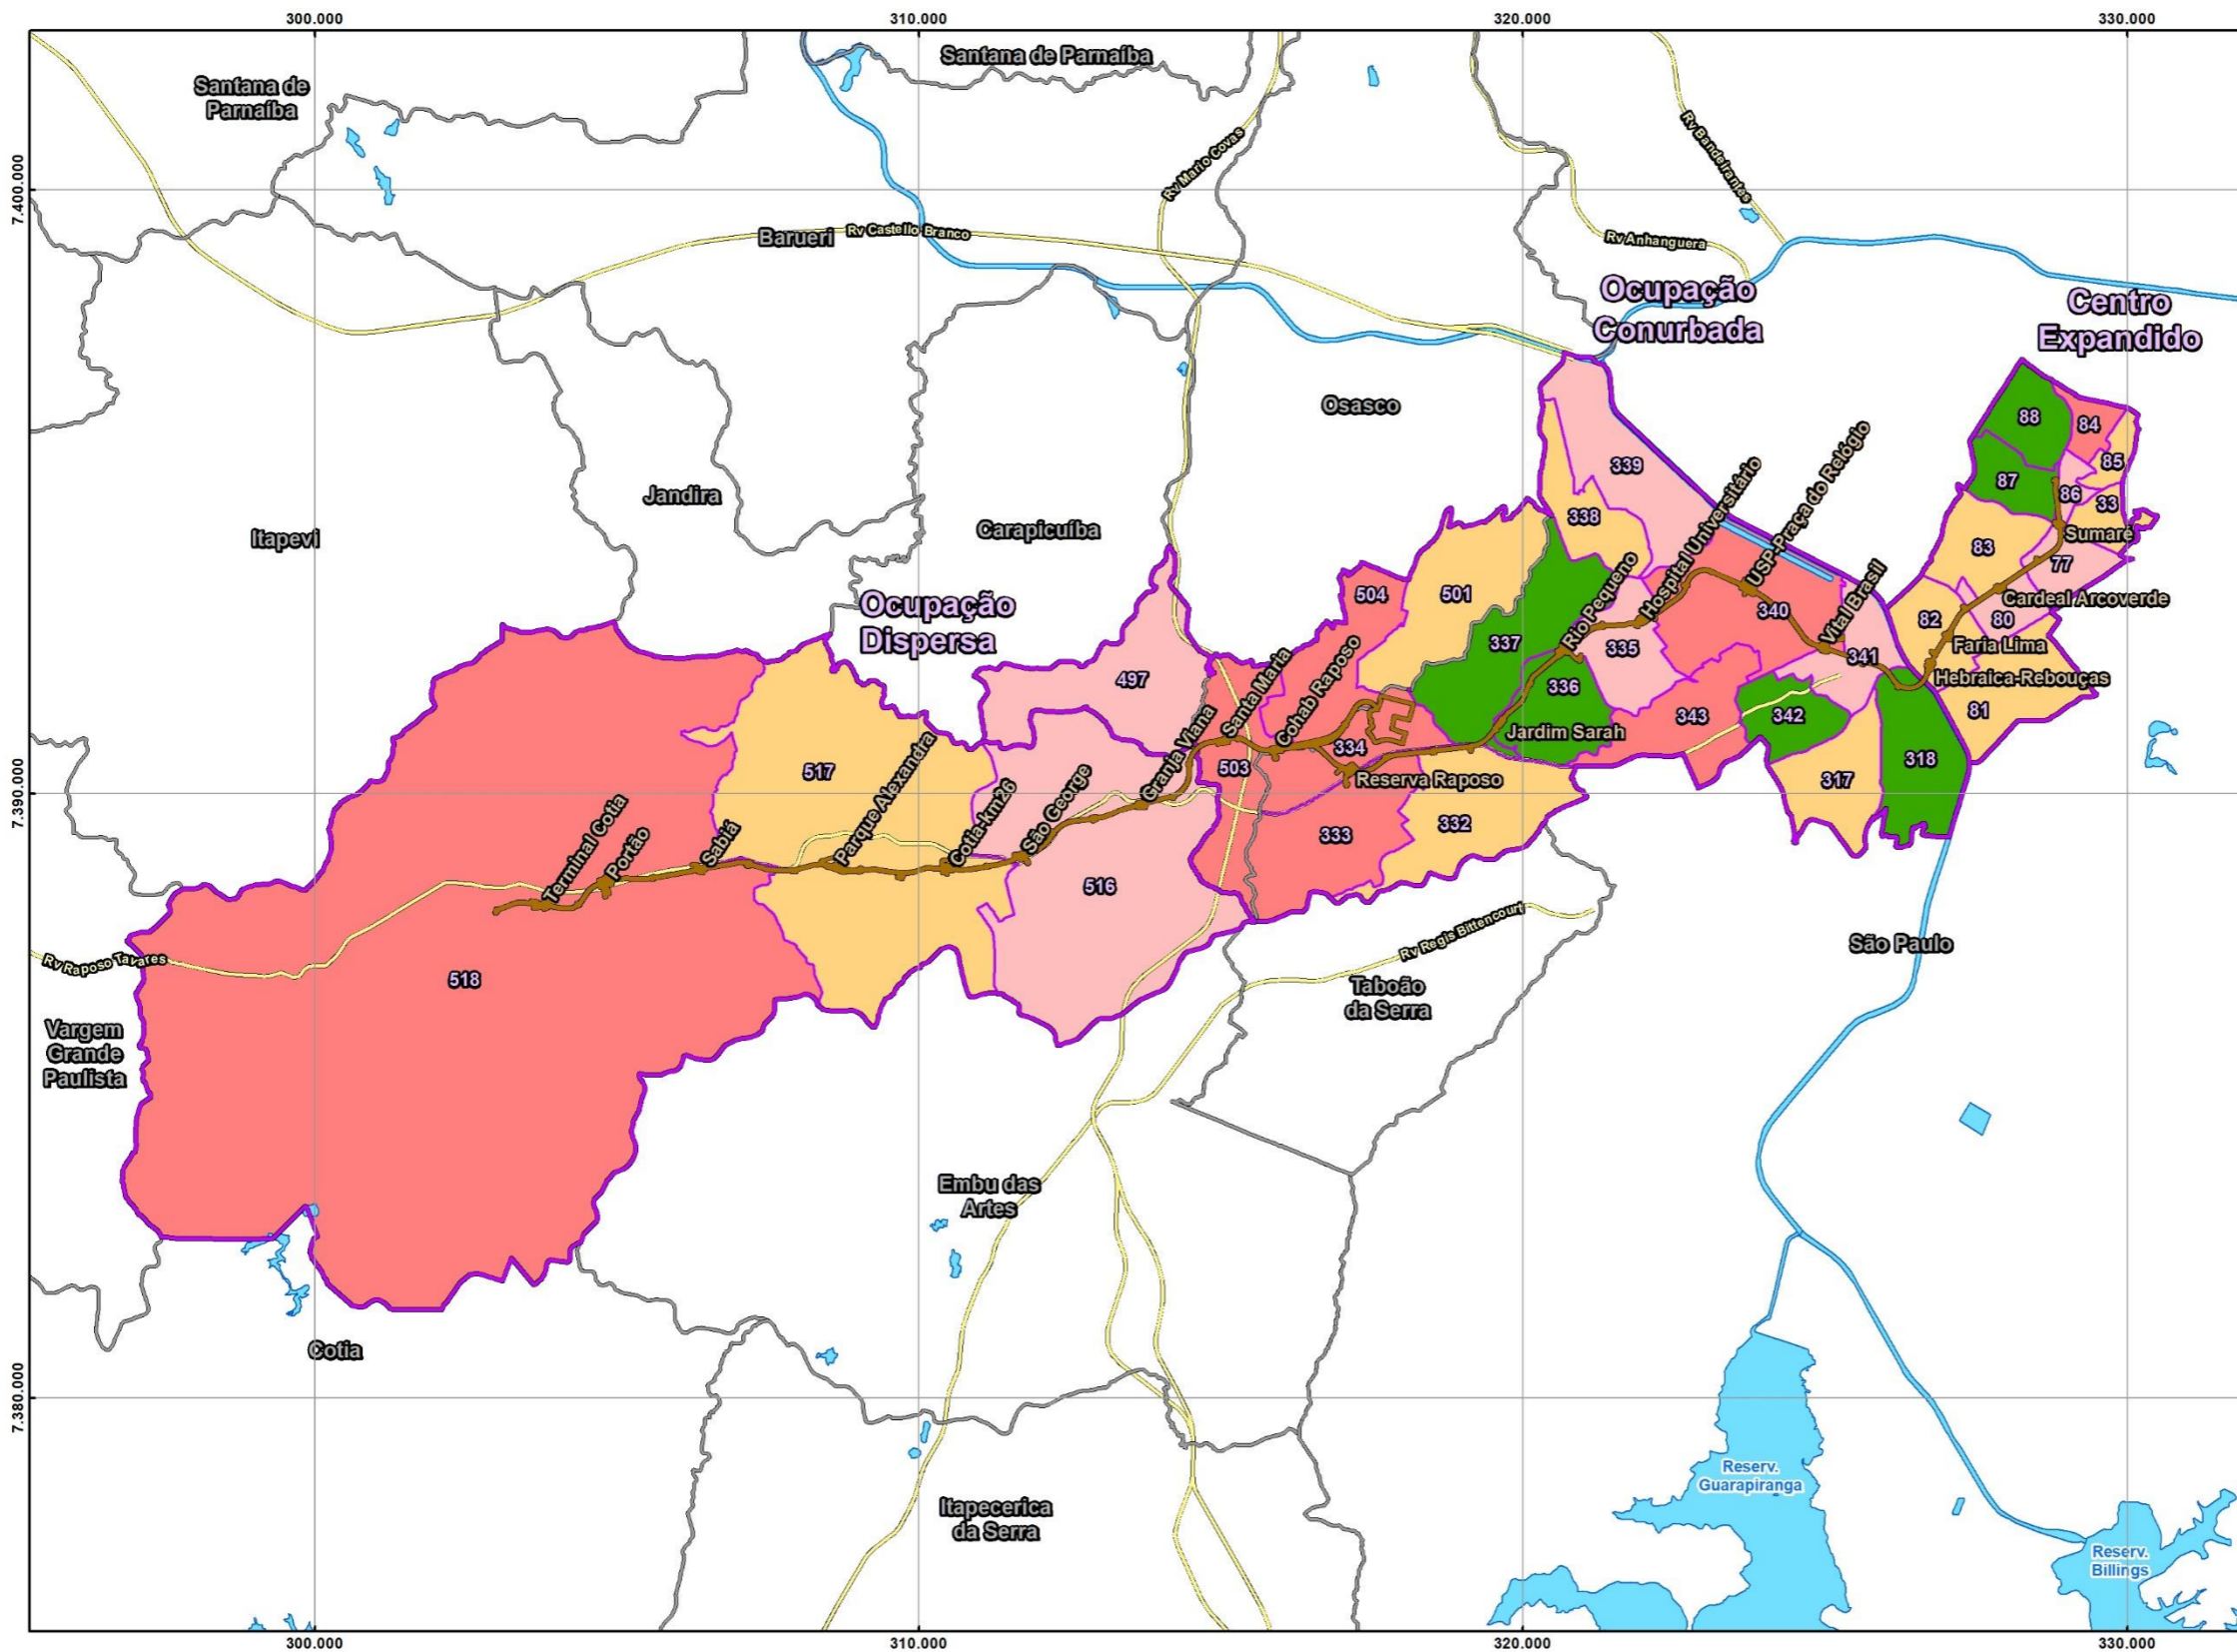 300.000
310.000
320.000
330.000
Santana de
Parnaíba
Santana de Parnaíba
Rv Mario Covas
Rv Bandeirantes
7.400.000
Barueri
Rv Castello Branco
Rv Anhanguera
Ocupação
Conurbada
Centro
Expandido
Osasco
88
84
85
339
87
86
33
Jandira
Carapicuíba
Itapevi
338
Hospital Universitário
USP-Praça do Relógio
Sumaré
83
77
Ocupação
Dispersa
504
501
Rio Pequeno
Vital Brasil
Cardeal Arcoverde
340
82
80
337
335
341
Faria Lima
497
Santa Maria
Cohab Raposo
336
Hebraica-Rebouças
343
342
81
Granja Viana
334
Jardim Sarah
503
318
517
Parque Alexandra
Reserva Raposo
317
7.390.000
Cotia-km26
São George
333
332
Terminal Cotia
Portão
Sabiá
516
Rv Regis Bittencourt
São Paulo
Rv Raposo Tavares
518
Taboão
da Serra
Vargem
Grande
Paulista
Embu das
Artes
Cotia
7.380.000
Reserv.
Guarapiranga
Itapecerica
da Serra
Reserv.
Billings
300.000
310.000
320.000
330.000